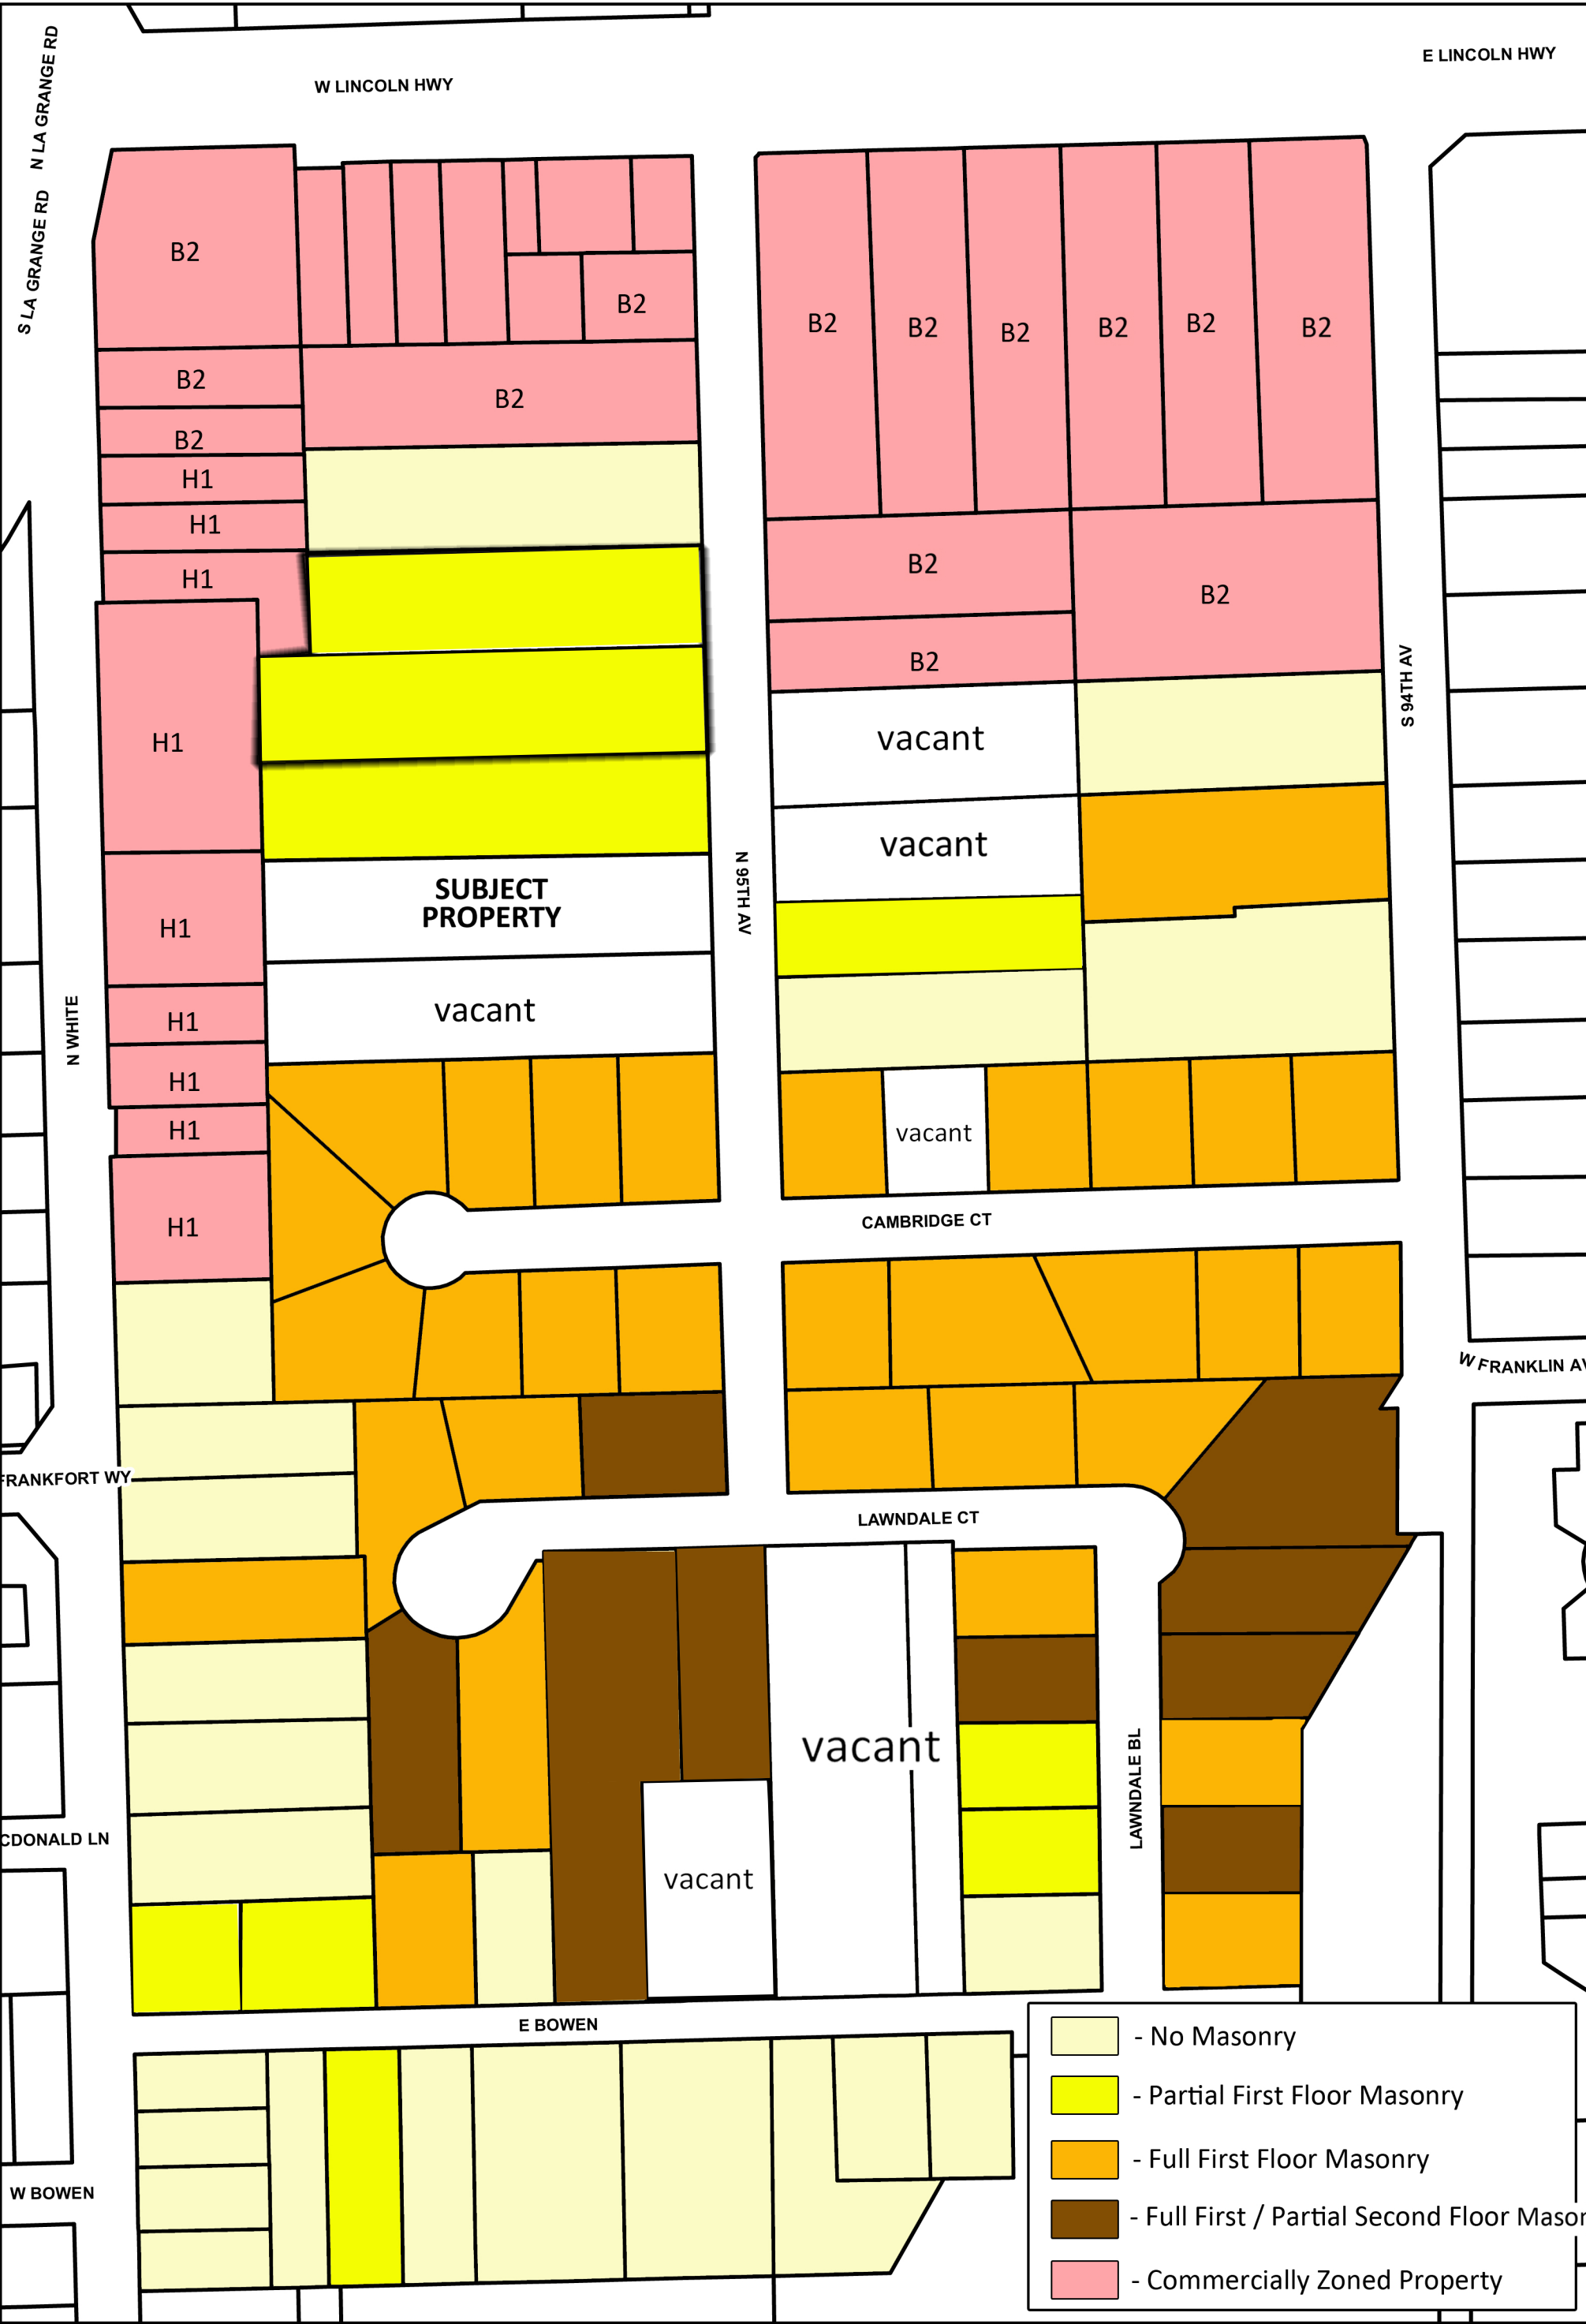 N LA GRANGE RD
S LA GRANGE RD
W LINCOLN HWY
E LINCOLN HWY
B2
B2
B2
B2
B2
B2
B2
B2
B2
B2
B2
H1
H1
H1
B2
B2
B2
S 94TH AV
H1
vacant
vacant
N 95TH AV
SUBJECT
PROPERTY
H1
vacant
N WHITE
H1
H1
H1
vacant
H1
CAMBRIDGE CT
W FRANKLIN AV
FRANKFORT WY
LAWNDALE CT
vacant
LAWNDALE BL
CDONALD LN
vacant
E BOWEN
W BOWEN
- No Masonry
- Partial First Floor Masonry
- Full First Floor Masonry
- Full First / Partial Second Floor Mason
- Commercially Zoned Property